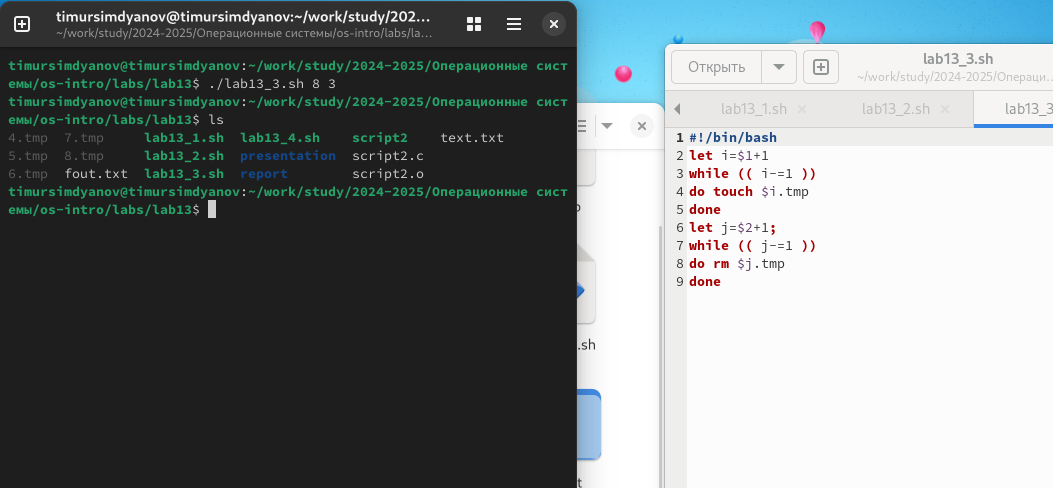 timursimdyanov@timursimdyanov:~/work/study/202...
~/work/study/2024-2025/Операционные системы/os-intro/labs/la...
timursimdyanov@timursimdyanov:~/work/study/2024-2025/Операционные сист
емы/os-intro/labs/lab13$ ./lab13_3.sh 8 3
timursimdyanov@timursimdyanov:~/work/study/2024-2025/Операционные сист
емы/os-intro/labs/lab13$ ls
4.tmp 7.tmp lab13_1.sh lab13_4.sh script2 text.txt
5.tmp 8.tmp lab13_2.sh presentation script2.c
6.tmp fout.txt lab13_3.sh report script2.o
timursimdyanov@timursimdyanov:~/work/study/2024-2025/Операционные сист
емы/os-intro/labs/lab13$
.sh
Открыть
lab13_3.sh
~/work/study/2024-2025/Операци...
lab13_1.sh lab13_2.sh lab13_3
1 #!/bin/bash
2 let i=$1+1
3 while (( i-=1 ))
4 do touch $i.tmp
5 done
6 let j=$2+1;
7 while (( j-=1 ))
8 do rm $j.tmp
9 done